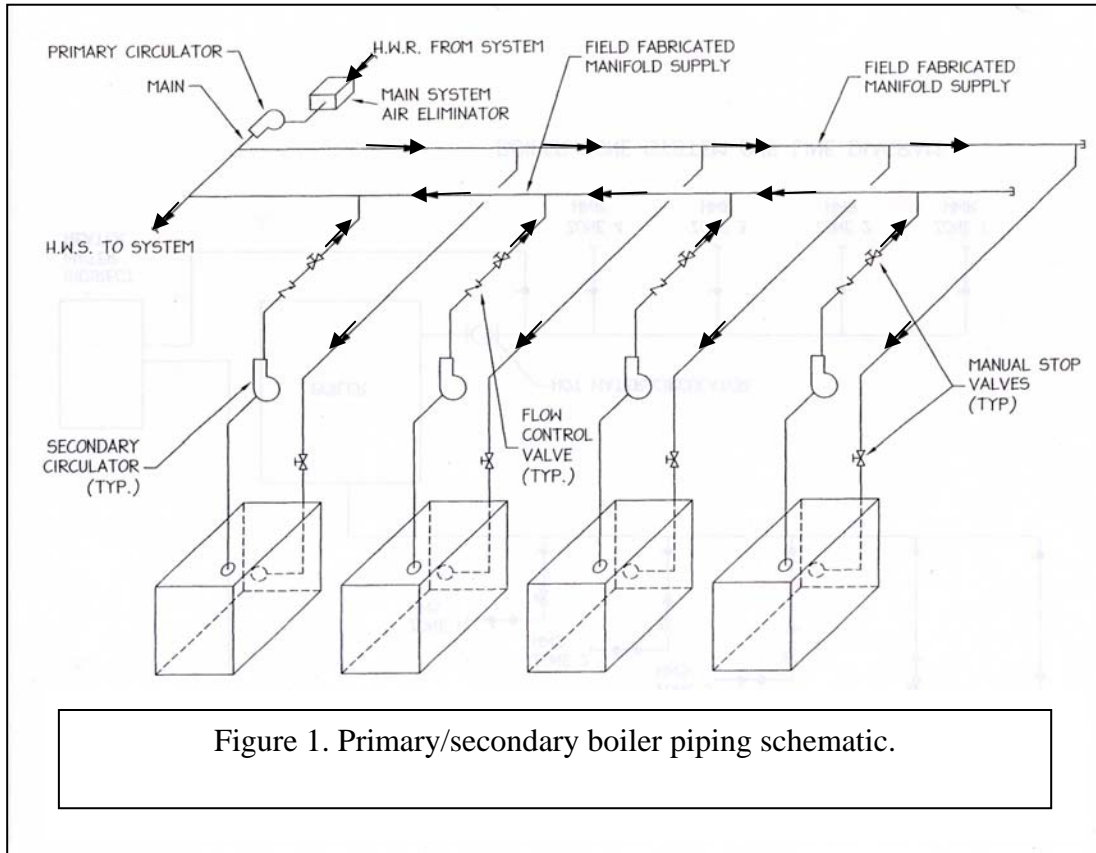 PRIMARY CIRCULATOR
MAIN
H.W.R. FROM SYSTEM
MAIN SYSTEM
AIR ELIMINATOR
FIELD FABRICATED
MANIFOLD SUPPLY
FIELD FABRICATED
MANIFOLD SUPPLY
H.W.S. TO SYSTEM
SECONDARY
CIRCULATOR
(TYP.)
FLOW
CONTROL
VALVE
(TYP.)
MANUAL STOP
VALVES
(TYP)
Figure 1. Primary/secondary boiler piping schematic.